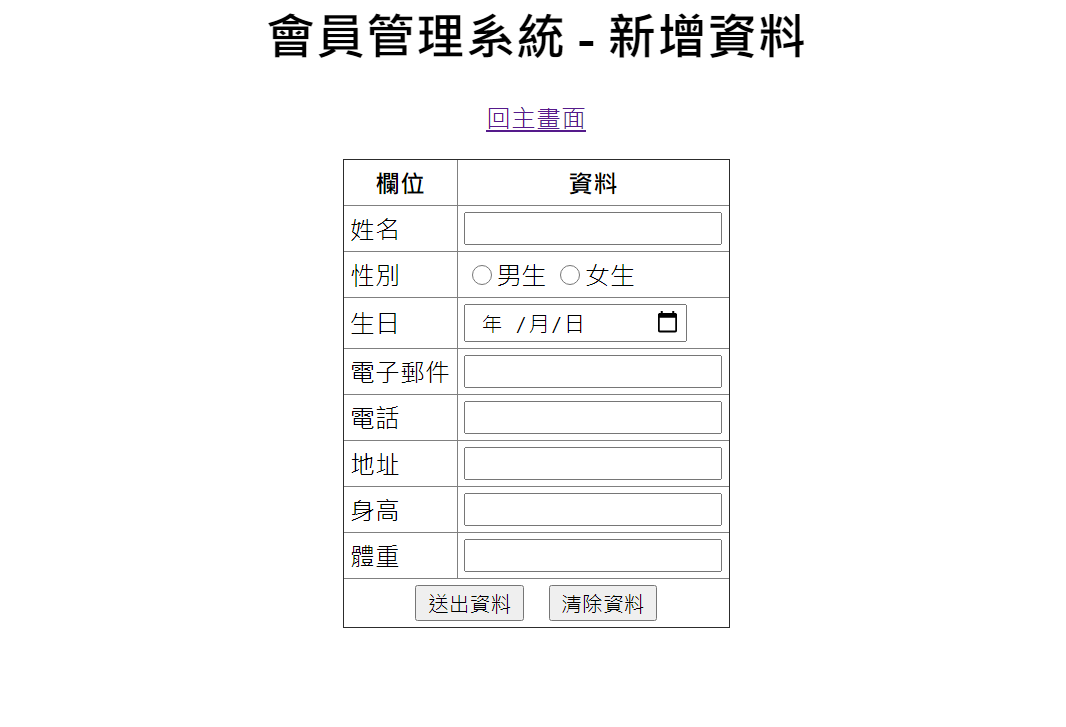 會員管理系統 - 新增資料
回主畫面
欄位 資料
姓名
性別 男生 女生
生日 年 /月/日
電子郵件
電話
地址
身高
體重
送出資料 清除資料